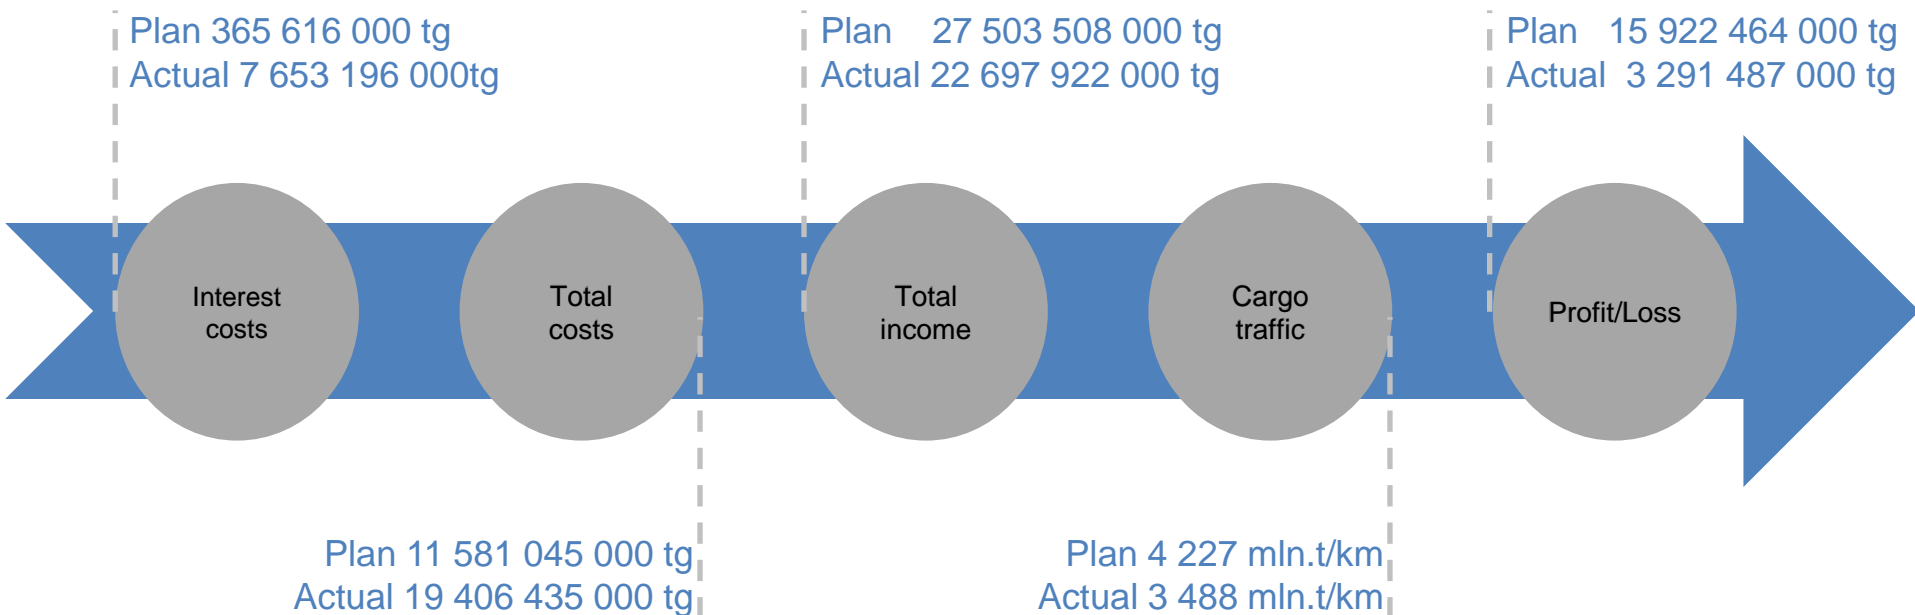 Plan 365 616 000 tg
Actual 7 653 196 000tg
Plan 27 503 508 000 tg
Actual 22 697 922 000 tg
Plan 15 922 464 000 tg
Actual 3 291 487 000 tg
Interest
costs
Total
costs
Total
income
Cargo
traffic
Profit/Loss
Plan 11 581 045 000 tg
Actual 19 406 435 000 tg
Plan 4 227 mln.t/km
Actual 3 488 mln.t/km